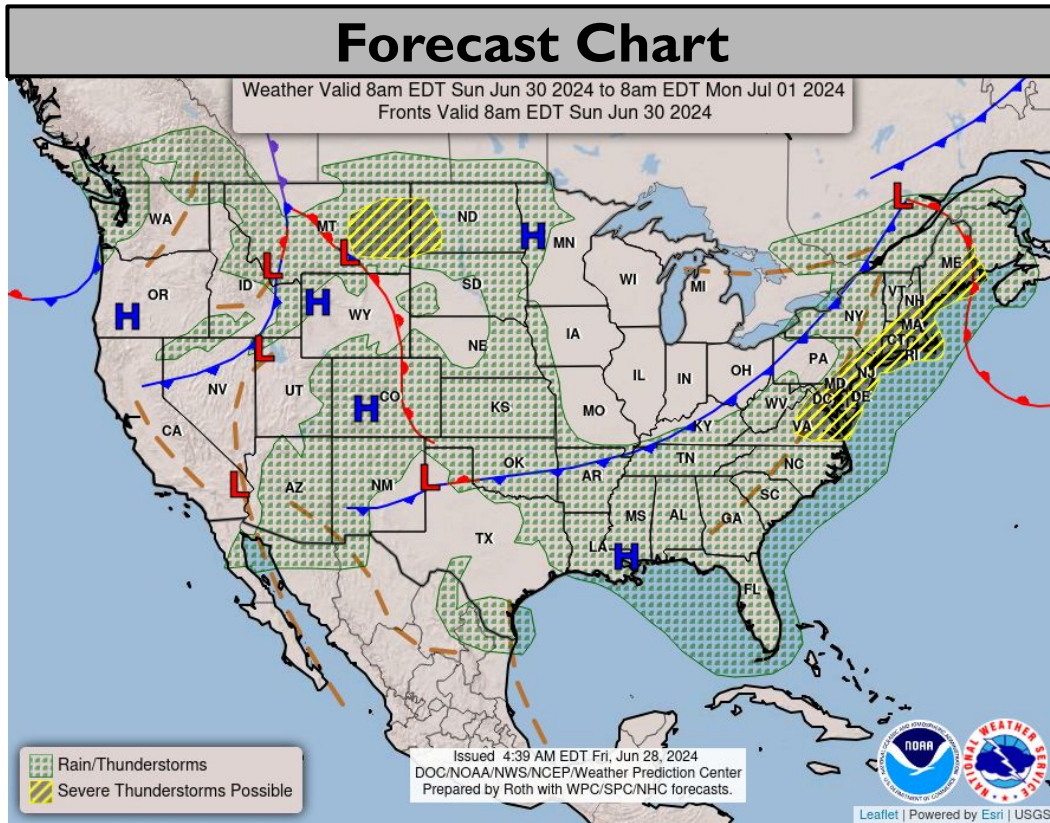 Forecast Chart
Weather Valid 8am EDT Sun Jun 30 2024 to 8am EDT Mon Jul 01 2024
Fronts Valid 8am EDT Sun Jun 30 2024
L
WA
MT
ND
H
MN
ME
L
L
OR
ID
H
H
WY
SD
WI
MI
VT
NH
NY
MA
CT
RI
L
NE
IA
PA
NJ
NV
UT
H
CO
IL
IN
OH
MD
DE
DC
WV
VA
CA
KS
MO
KY
L
AZ
NM
L
OK
AR
TN
NC
SC
TX
MS
AL
GA
LA
H
FL
Rain/Thunderstorms
Severe Thunderstorms Possible
Issued 4:39 AM EDT Fri, Jun 28, 2024
DOC/NOAA/NWS/NCEP/Weather Prediction Center
Prepared by Roth with WPC/SPC/NHC forecasts.
NOAA
NATIONAL WEATHER SERVICE
Leaflet | Powered by Esri | USGS